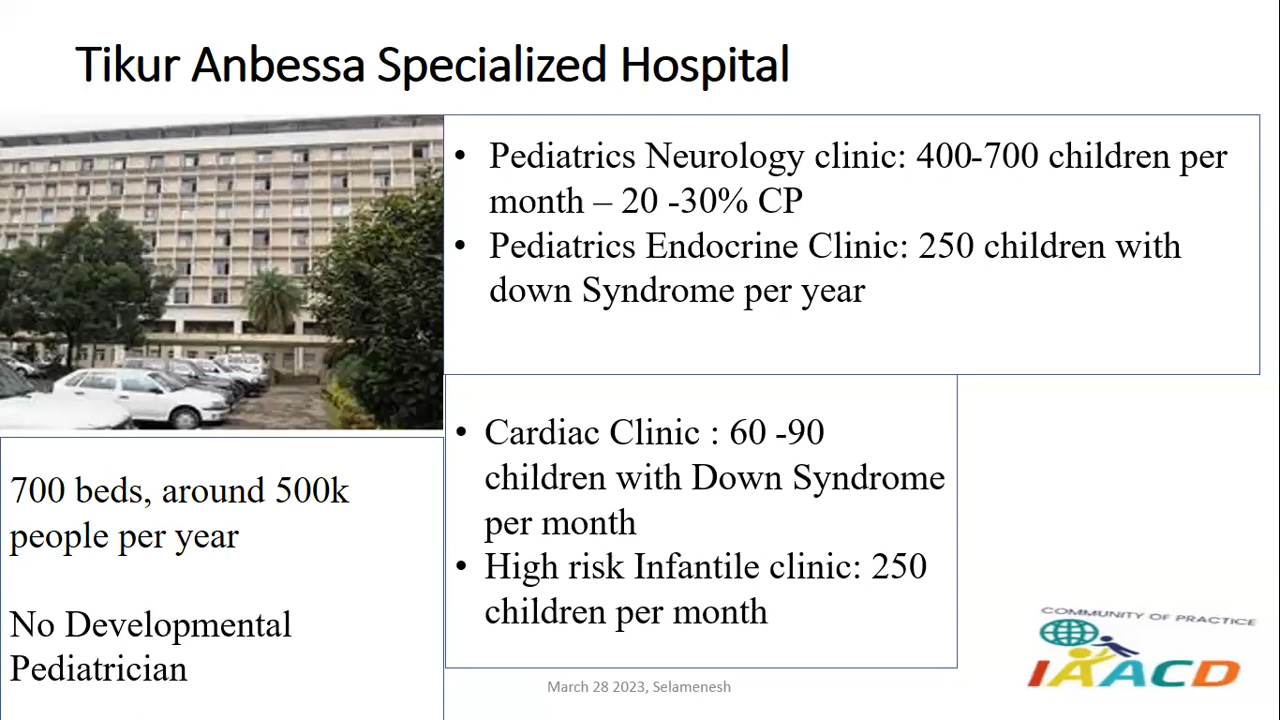 Tikur Anbessa Specialized Hospital
• Pediatrics Neurology clinic: 400-700 children per
month – 20 -30% CP
• Pediatrics Endocrine Clinic: 250 children with
down Syndrome per year
• Cardiac Clinic : 60 -90
children with Down Syndrome
per month
• High risk Infantile clinic: 250
children per month
700 beds, around 500k
people per year
No Developmental
Pediatrician
March 28 2023, Selamenesh
COMMUNITY OF PRACTICE
IAACD